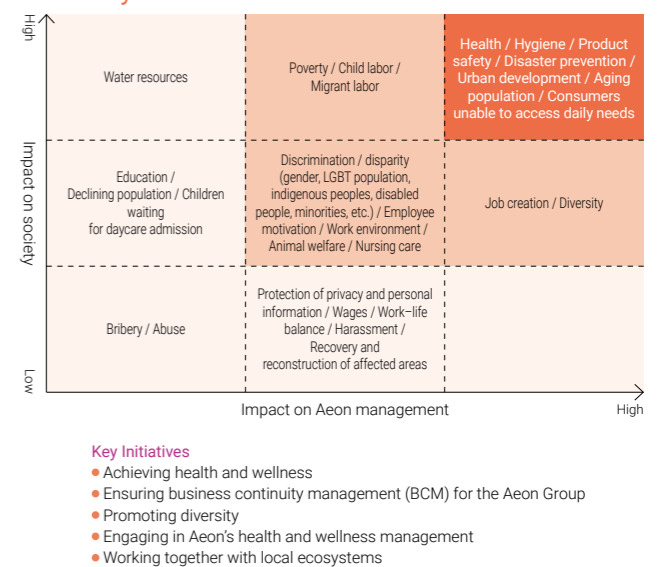 High
Water resources
Poverty / Child labor /
Migrant labor
Health / Hygiene / Product
safety / Disaster prevention /
Urban development / Aging
population / Consumers
unable to access daily needs
Impact on society
Education /
Declining population / Children
waiting
for daycare admission
Discrimination / disparity
(gender, LGBT population,
indigenous peoples, disabled
people, minorities, etc.) / Employee
motivation / Work environment /
Animal welfare / Nursing care
Job creation / Diversity
Bribery / Abuse
Protection of privacy and personal
information / Wages / Work–life
balance / Harassment /
Recovery and
reconstruction of affected areas
Low
Impact on Aeon management
High
Key Initiatives
● Achieving health and wellness
● Ensuring business continuity management (BCM) for the Aeon Group
● Promoting diversity
● Engaging in Aeon's health and wellness management
● Working together with local ecosystems